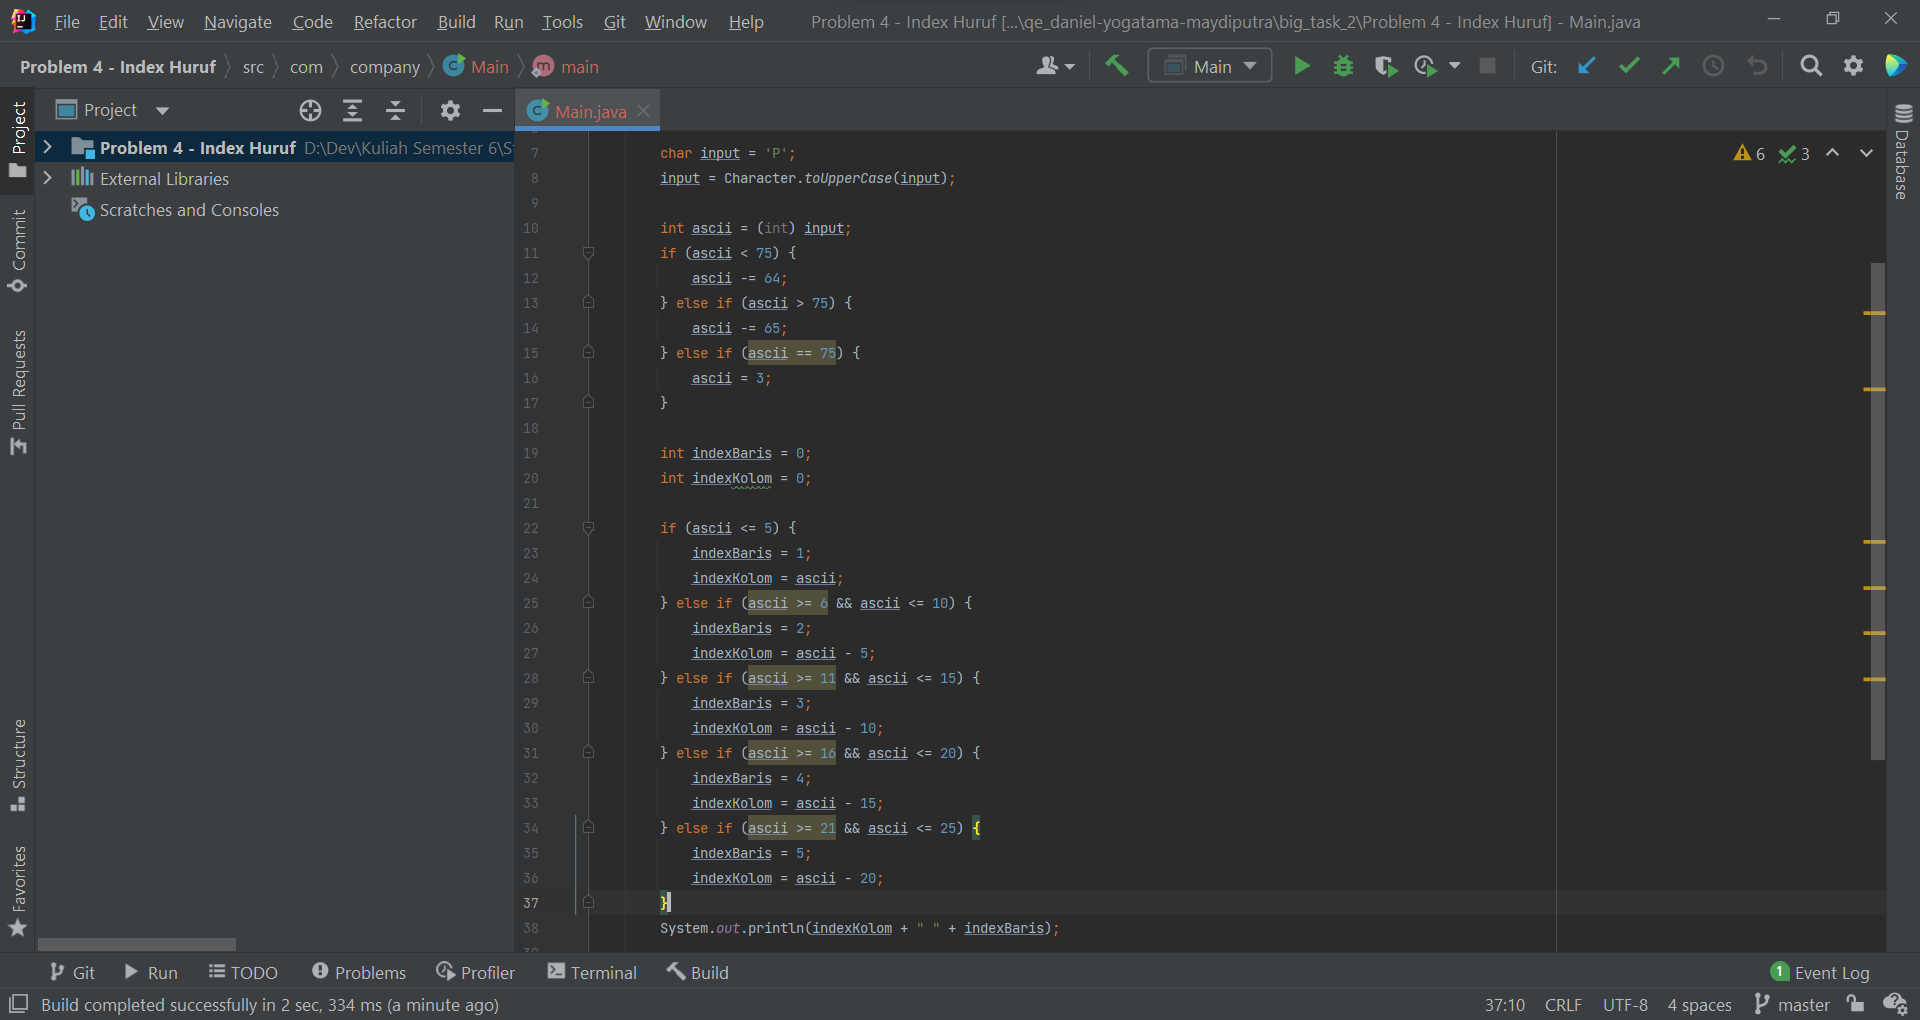 File Edit View Navigate Code Refactor Build Run Tools Git Window Help Problem 4 - Index Huruf [...\qe_daniel-yogatama-maydiputra\big_task_2\Problem 4 - Index Huruf] - Main.java
Problem 4 - Index Huruf src com company Main main Main Git:
Project
Main.java
Problem 4 - Index Huruf D:\Dev\Kuliah Semester 6\S
External Libraries
Scratches and Consoles
Project
Commit
Pull Requests
Structure
Favorites
Database
6 3
7 char input = 'P';
8 input = Character.toUpperCase(input);
9
10 int ascii = (int) input;
11 if (ascii < 75) {
12 ascii -= 64;
13 } else if (ascii > 75) {
14 ascii -= 65;
15 } else if (ascii == 75) {
16 ascii = 3;
17 }
18
19 int indexBaris = 0;
20 int indexKolom = 0;
21
22 if (ascii <= 5) {
23 indexBaris = 1;
24 indexKolom = ascii;
25 } else if (ascii >= 6 && ascii <= 10) {
26 indexBaris = 2;
27 indexKolom = ascii - 5;
28 } else if (ascii >= 11 && ascii <= 15) {
29 indexBaris = 3;
30 indexKolom = ascii - 10;
31 } else if (ascii >= 16 && ascii <= 20) {
32 indexBaris = 4;
33 indexKolom = ascii - 15;
34 } else if (ascii >= 21 && ascii <= 25) {
35 indexBaris = 5;
36 indexKolom = ascii - 20;
37 }
38 System.out.println(indexKolom + " " + indexBaris);
Git Run TODO Problems Profiler Terminal Build 1 Event Log
Build completed successfully in 2 sec, 334 ms (a minute ago) 37:10 CRLF UTF-8 4 spaces master